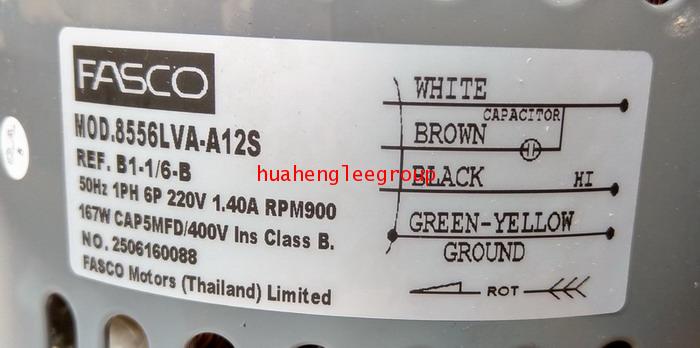 FASCO
MOD.8556LVA-A12S
REF. B1-1/6-B
50Hz 1PH 6P 220V 1.40A RPM900
167W CAP5MFD/400V Ins Class B.
NO. 2506160088
FASCO Motors (Thailand) Limited
WHITE
CAPACITOR
BROWN
BLACK HI
GREEN-YELLOW
GROUND
ROT
huahengleegroup